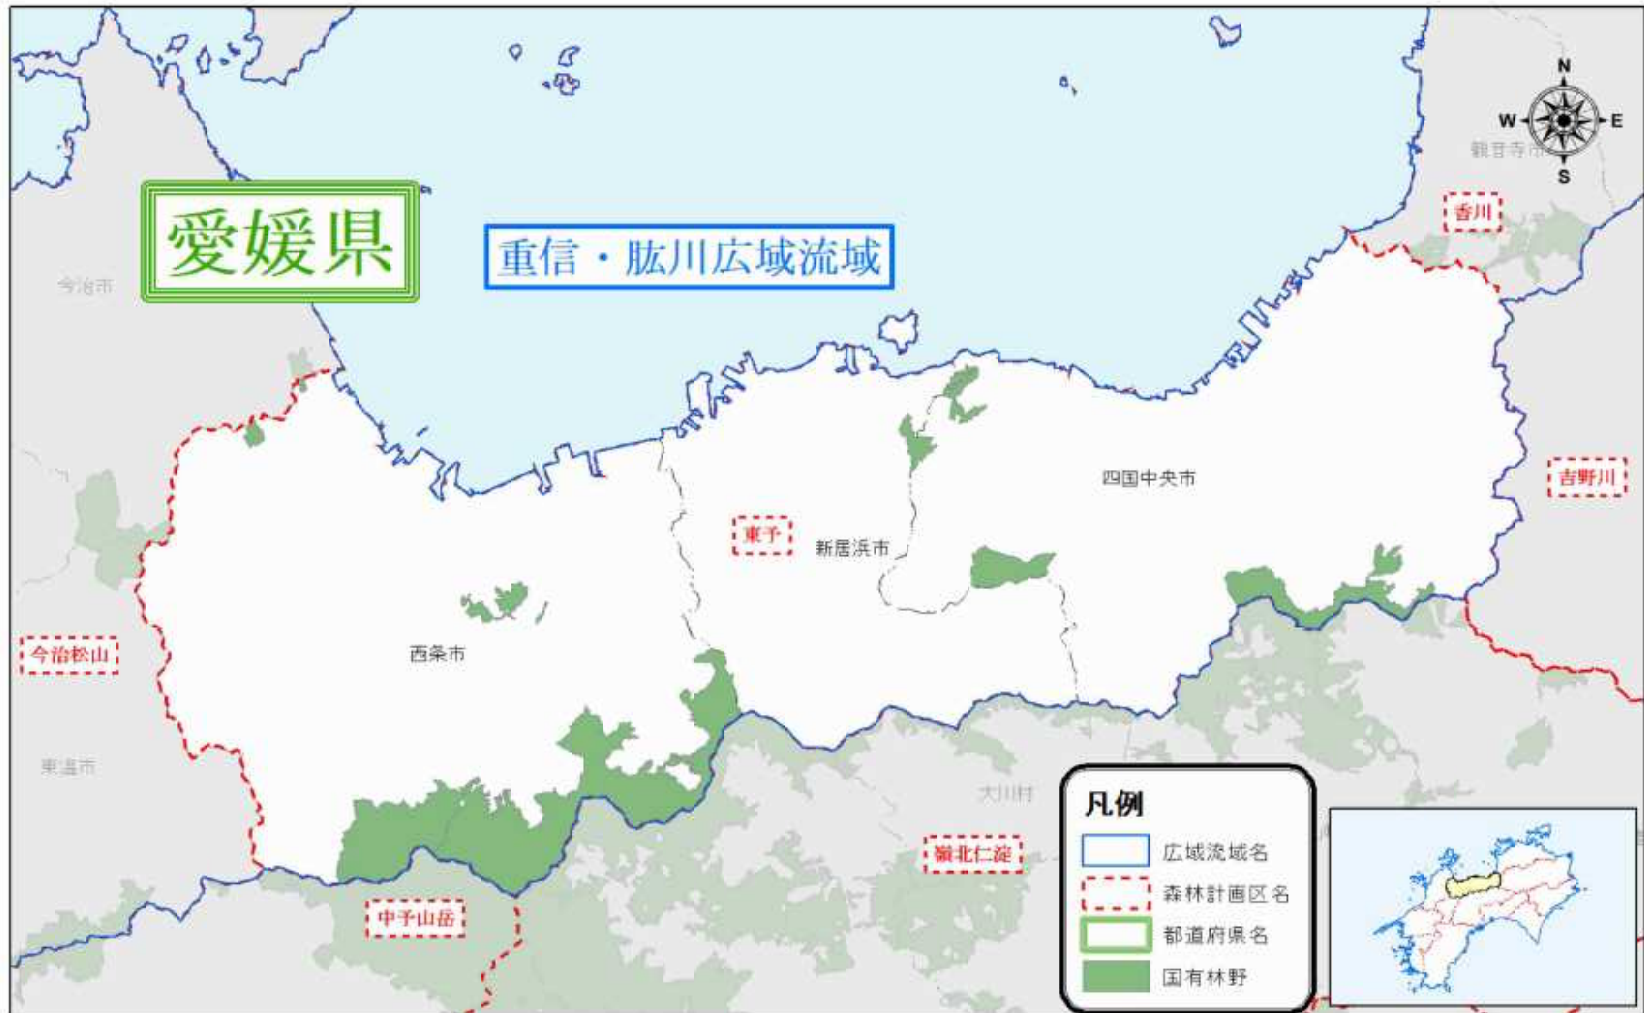 N
W E
S
観音寺市
香川
愛媛県
重信・肱川広域流域
今治市
四国中央市
吉野川
東予
新居浜市
今治松山
西条市
東温市
大川村
嶺北仁淀
中予山岳
凡例
広域流域名
森林計画区名
都道府県名
国有林野